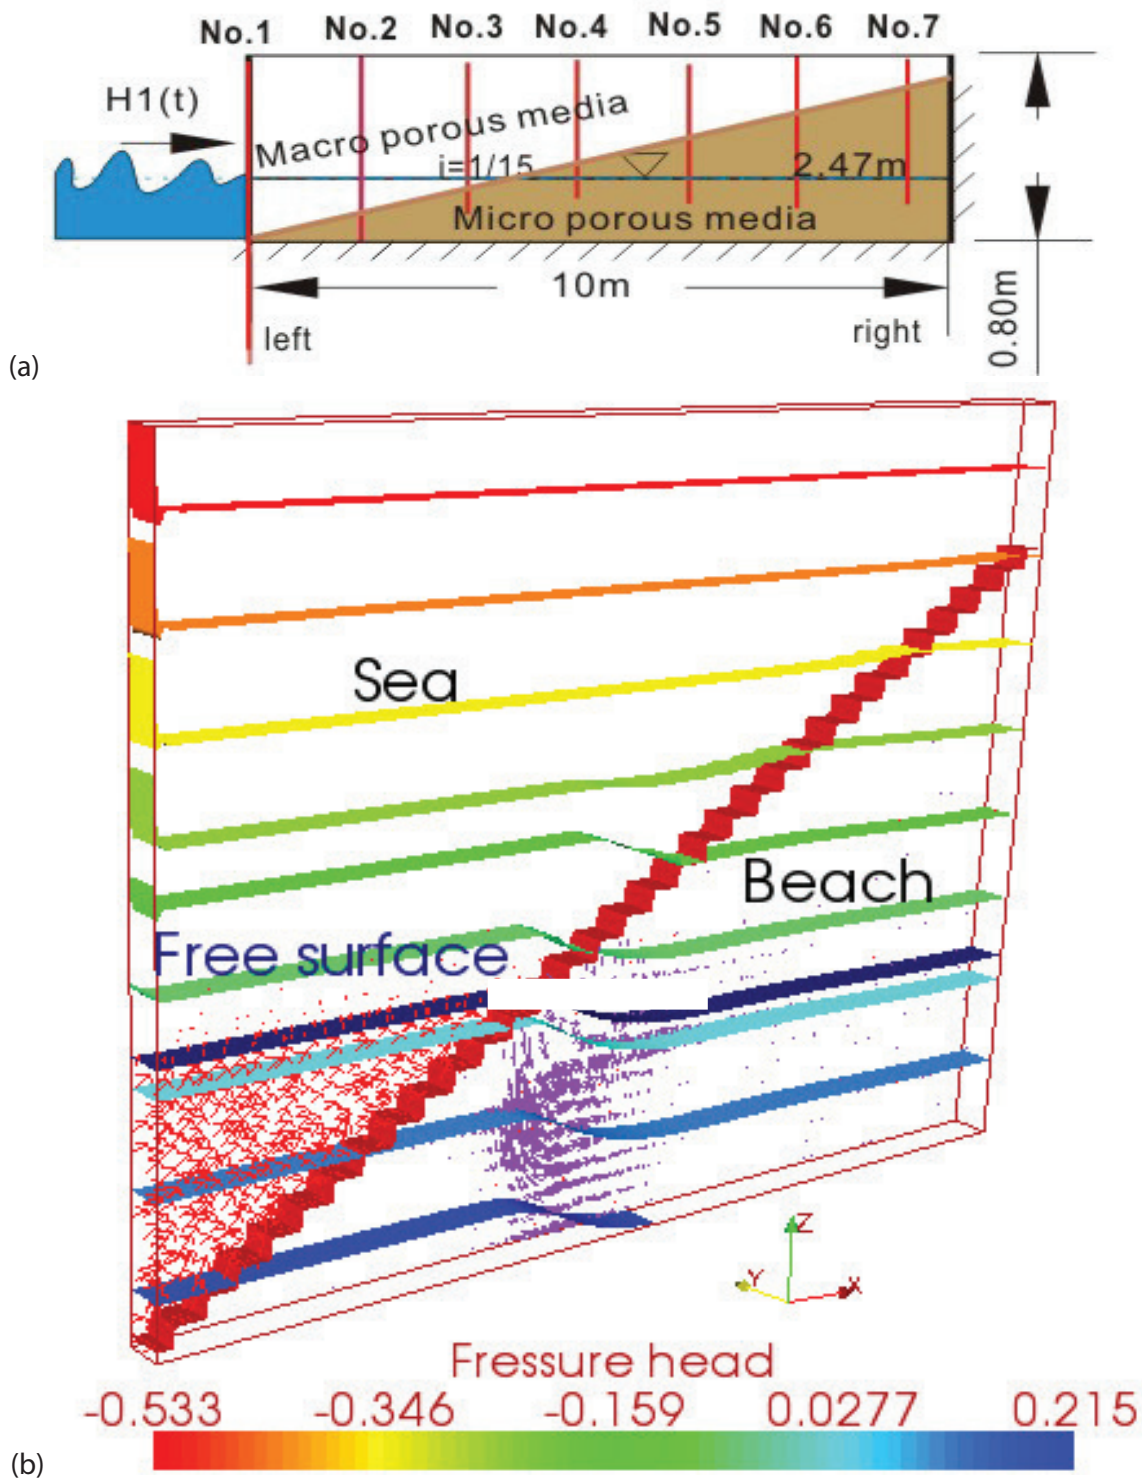 No.1 No.2 No.3 No.4 No.5 No.6 No.7
H1(t)
Macro porous media
i=1/15
2.47m
Micro porous media
10m
0.80m
left
right
(a)
Sea
Beach
Free surface
Z
Y
X
Fressure head
-0.533 -0.346 -0.159 0.0277 0.215
(b)